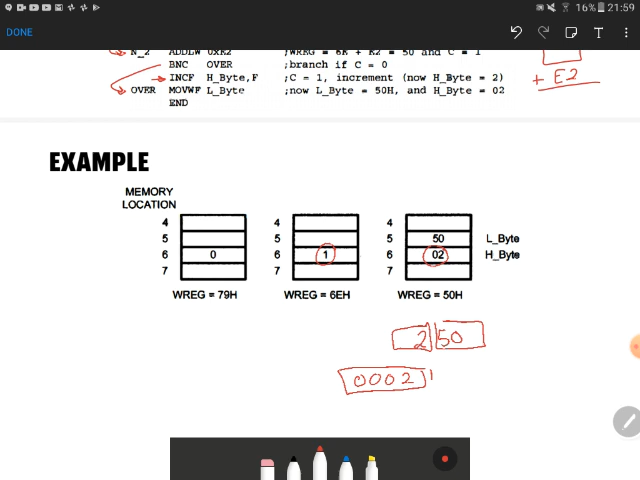 16% 21:59
DONE
N_2 ADDLW 0XE2 ;WREG = 6E + E2 = 50 and C = 1
BNC OVER ;branch if C = 0
INCF H_Byte,F ;C = 1, increment (now H_Byte = 2)
OVER MOVWF L_Byte ;now L_Byte = 50H, and H_Byte = 02
END
+ E2
EXAMPLE
MEMORY
LOCATION
4 4 4
5 5 5 50 L_Byte
6 0 6 1 6 02 H_Byte
7 7 7
WREG = 79H WREG = 6EH WREG = 50H
2 50
0002